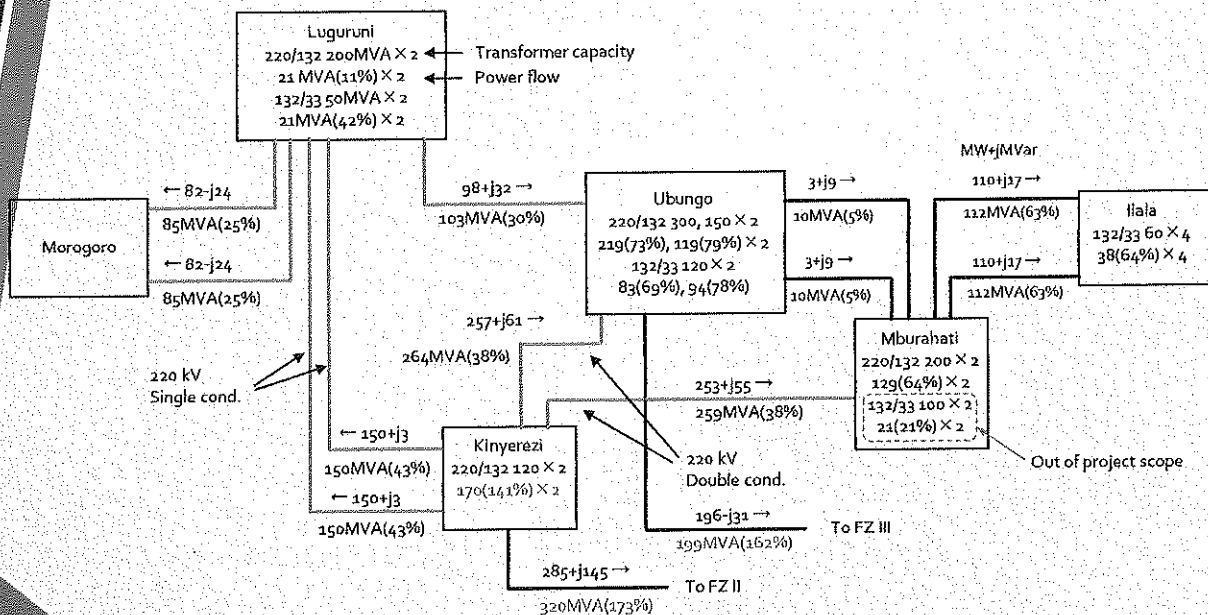 Luguruni
220/132 200MVA × 2
21 MVA(11%) × 2
132/33 50MVA × 2
21MVA(42%) × 2
Transformer capacity
Power flow
MW+jMVar
← 82-j24
85MVA(25%)
Morogoro
← 82-j24
85MVA(25%)
98+j32 →
103MVA(30%)
Ubungo
220/132 300, 150 × 2
219(73%), 119(79%) × 2
132/33 120 × 2
83(69%), 94(78%)
3+j9 →
10MVA(5%)
3+j9 →
10MVA(5%)
110+j17 →
112MVA(63%)
110+j17 →
112MVA(63%)
Ilala
132/33 60 × 4
38(64%) × 4
257+j61 →
264MVA(38%)
220 kV
Single cond.
253+j55 →
259MVA(38%)
Mburahati
220/132 200 × 2
129(64%) × 2
132/33 100 × 2
21(21%) × 2
Out of project scope
← 150+j3
150MVA(43%)
← 150+j3
150MVA(43%)
Kinyerezi
220/132 120 × 2
170(141%) × 2
220 kV
Double cond.
196-j31 →
199MVA(162%)
To FZ III
285+j145 →
320MVA(173%)
To FZ II